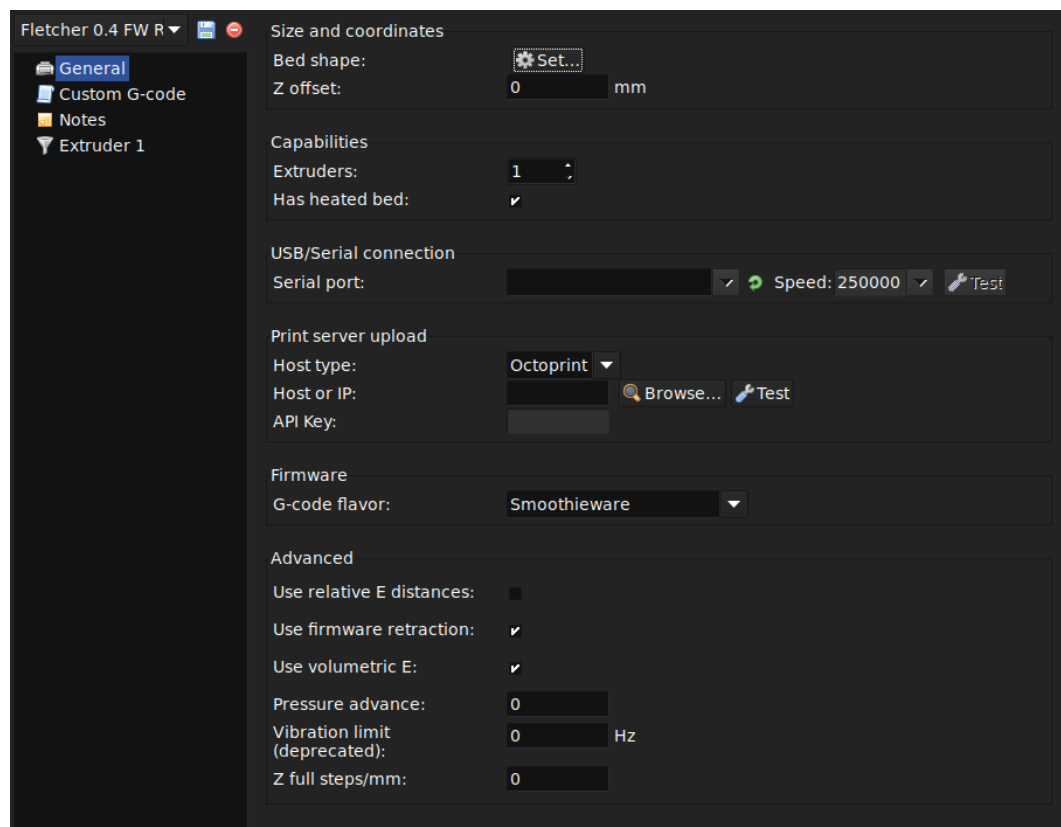 Fletcher 0.4 FW R
General
Custom G-code
Notes
Extruder 1
Size and coordinates
Bed shape: Set...
Z offset: 0 mm
Capabilities
Extruders: 1
Has heated bed:
USB/Serial connection
Serial port: Speed: 250000 Test
Print server upload
Host type: Octoprint
Host or IP: Browse... Test
API Key:
Firmware
G-code flavor: Smoothieware
Advanced
Use relative E distances:
Use firmware retraction:
Use volumetric E:
Pressure advance: 0
Vibration limit
(deprecated): 0 Hz
Z full steps/mm: 0